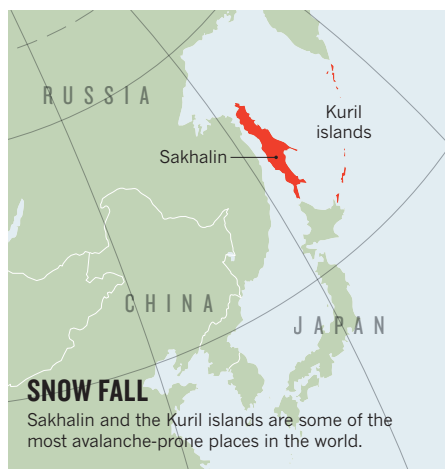 RUSSIA
Kuril
islands
Sakhalin
CHINA
JAPAN
SNOW FALL
Sakhalin and the Kuril islands are some of the
most avalanche-prone places in the world.